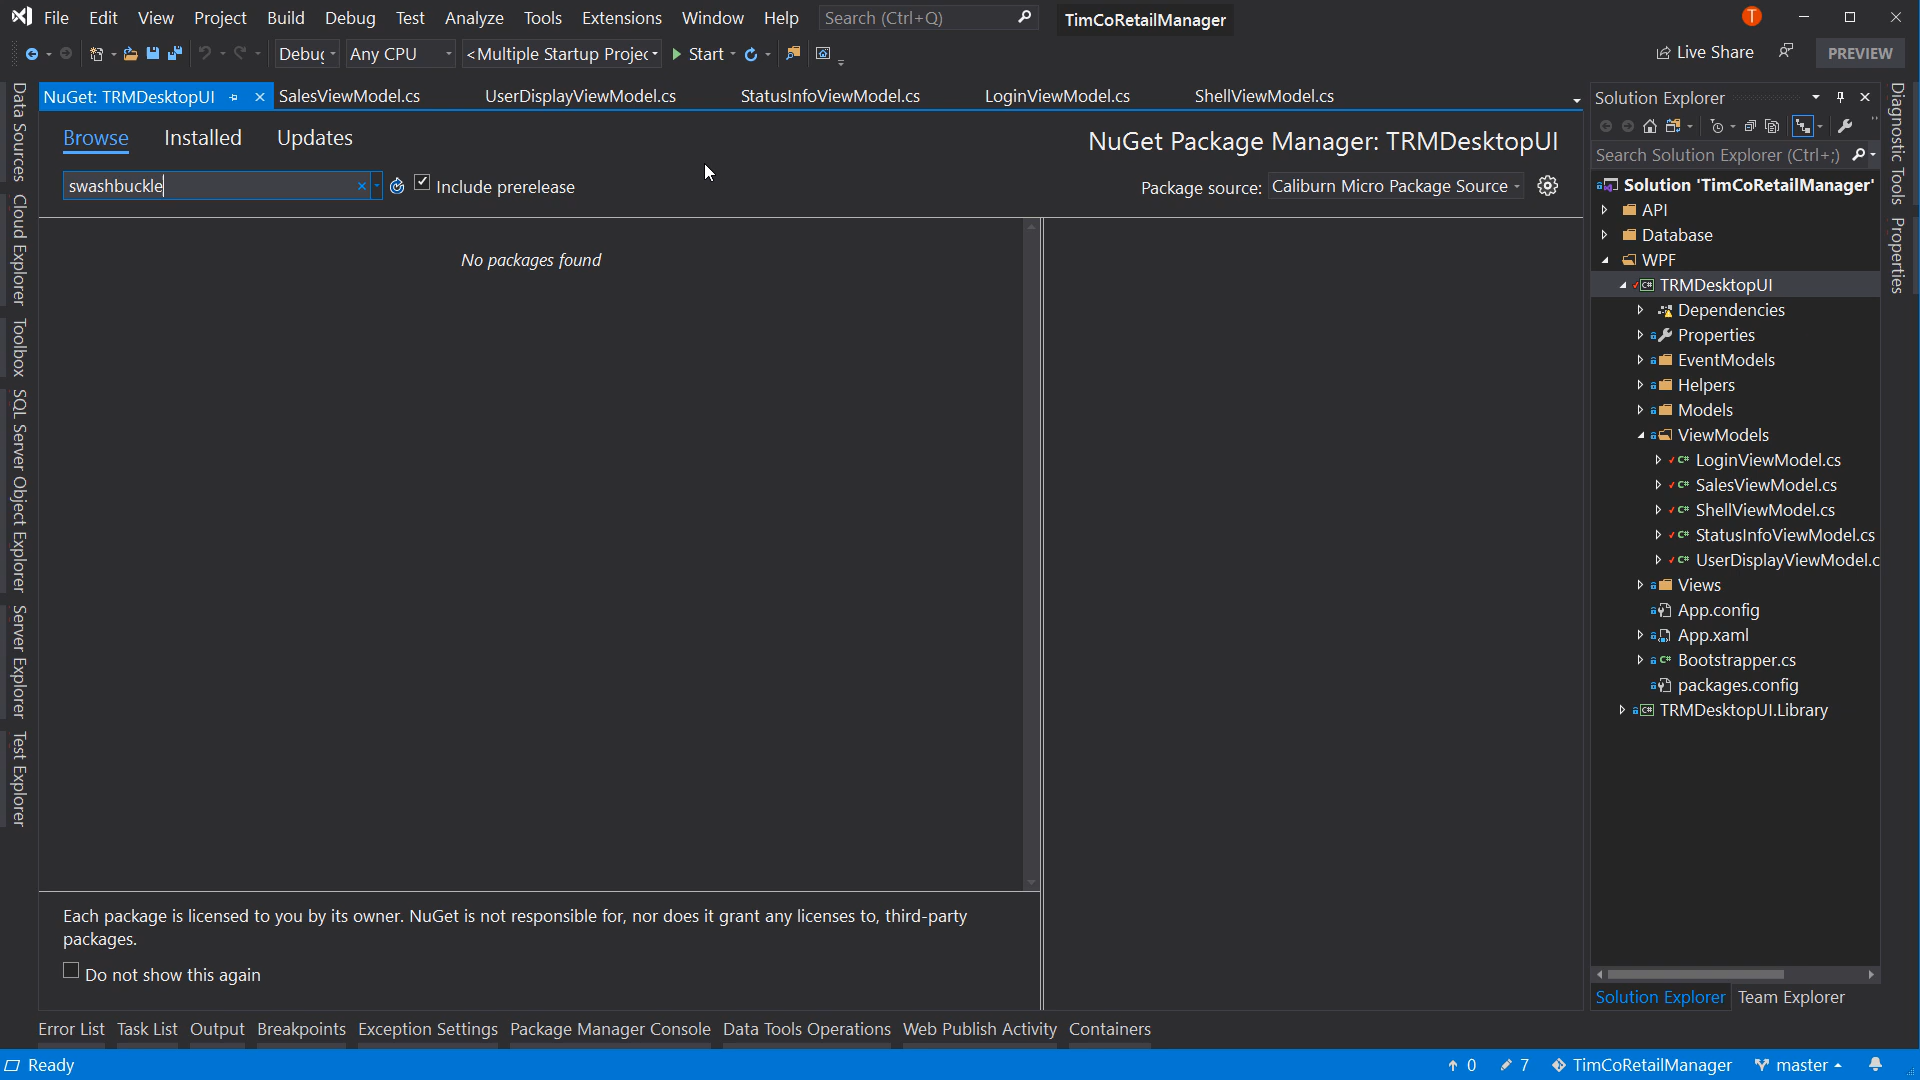 File Edit View Project Build Debug Test Analyze Tools Extensions Window Help Search (Ctrl+Q) TimCoRetailManager T
Debug Any CPU <Multiple Startup Projec Start Live Share PREVIEW
NuGet: TRMDesktopUI SalesViewModel.cs UserDisplayViewModel.cs StatusInfoViewModel.cs LoginViewModel.cs ShellViewModel.cs
Browse Installed Updates
NuGet Package Manager: TRMDesktopUI
swashbuckle Include prerelease
Package source: Caliburn Micro Package Source
No packages found
Each package is licensed to you by its owner. NuGet is not responsible for, nor does it grant any licenses to, third-party
packages.
Do not show this again
Data Sources
Cloud Explorer
Toolbox
SQL Server Object Explorer
Server Explorer
Test Explorer
Solution Explorer
Search Solution Explorer (Ctrl+;)
Solution 'TimCoRetailManager'
API
Database
WPF
TRMDesktopUI
Dependencies
Properties
EventModels
Helpers
Models
ViewModels
LoginViewModel.cs
SalesViewModel.cs
ShellViewModel.cs
StatusInfoViewModel.cs
UserDisplayViewModel.c
Views
App.config
App.xaml
Bootstrapper.cs
packages.config
TRMDesktopUI.Library
Solution Explorer Team Explorer
Diagnostic Tools
Properties
Error List Task List Output Breakpoints Exception Settings Package Manager Console Data Tools Operations Web Publish Activity Containers
Ready 0 7 TimCoRetailManager master